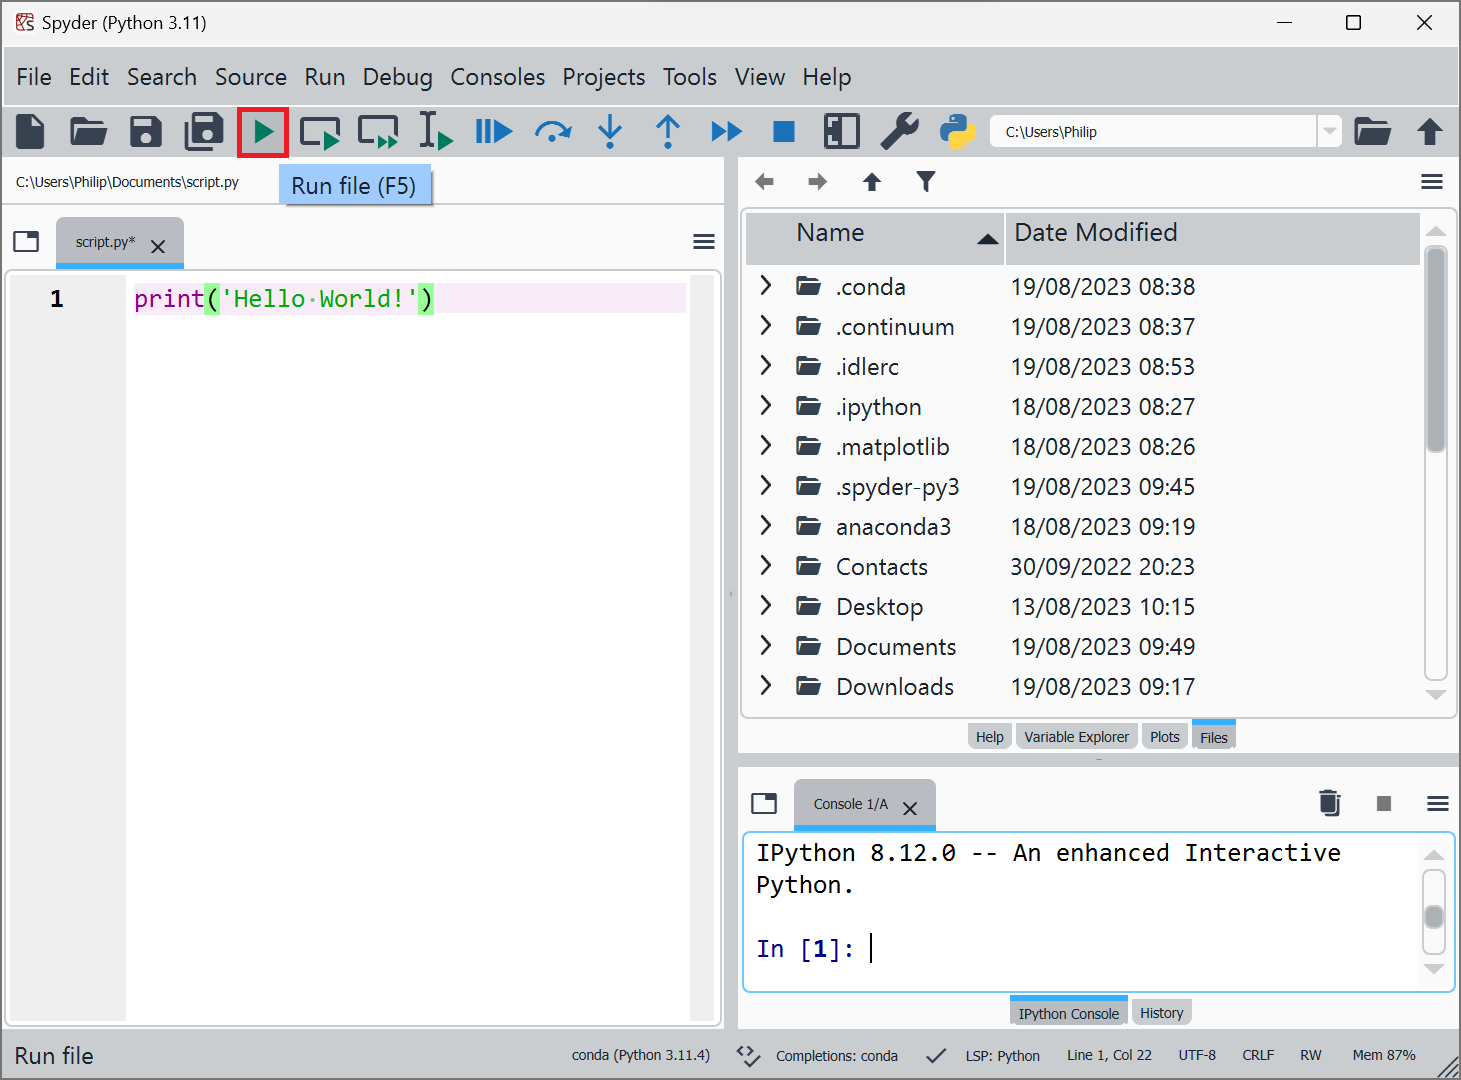 Spyder (Python 3.11)
File Edit Search Source Run Debug Consoles Projects Tools View Help
C:\Users\Philip
C:\Users\Philip\Documents\script.py
Run file (F5)
script.py*
1 print('Hello·World!')
Name Date Modified
.conda 19/08/2023 08:38
.continuum 19/08/2023 08:37
.idlerc 19/08/2023 08:53
.ipython 18/08/2023 08:27
.matplotlib 18/08/2023 08:26
.spyder-py3 19/08/2023 09:45
anaconda3 18/08/2023 09:19
Contacts 30/09/2022 20:23
Desktop 13/08/2023 10:15
Documents 19/08/2023 09:49
Downloads 19/08/2023 09:17
Help Variable Explorer Plots Files
Console 1/A
IPython 8.12.0 -- An enhanced Interactive
Python.
In [1]:
IPython Console History
Run file conda (Python 3.11.4) Completions: conda LSP: Python Line 1, Col 22 UTF-8 CRLF RW Mem 87%